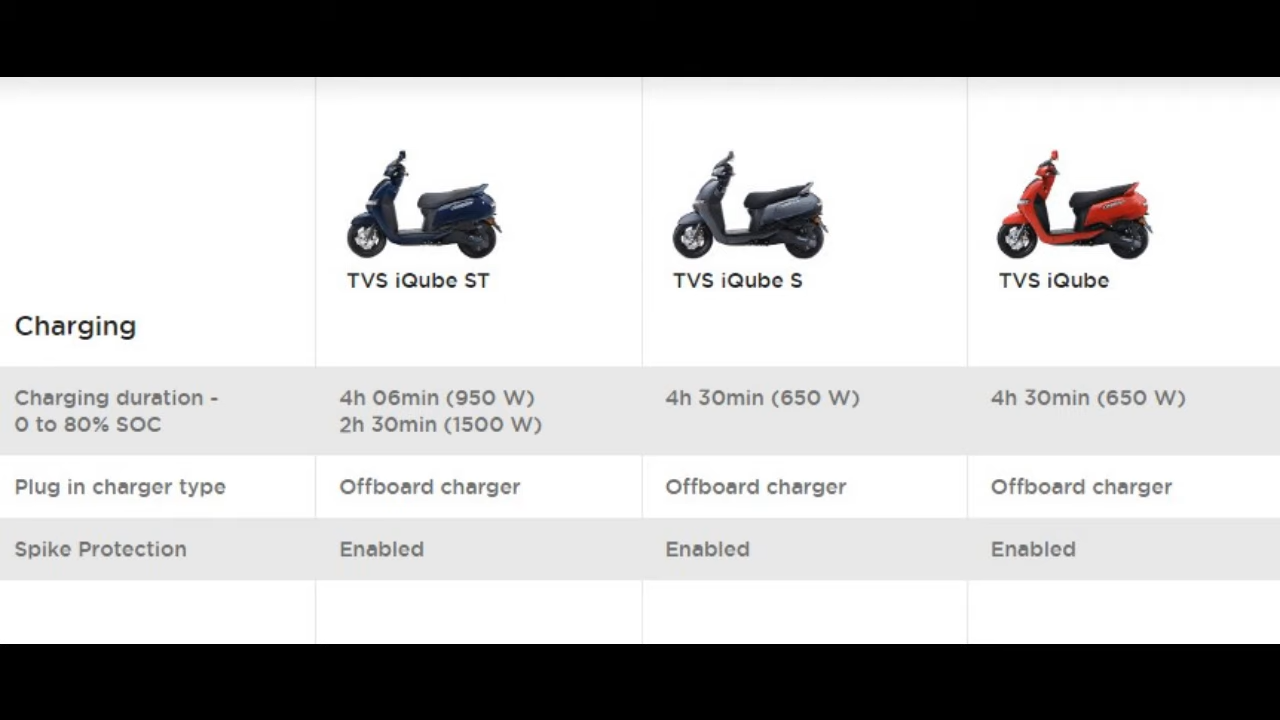 TVS iQube ST
TVS iQube S
TVS iQube
Charging
Charging duration -
0 to 80% SOC
4h 06min (950 W)
2h 30min (1500 W)
4h 30min (650 W)
4h 30min (650 W)
Plug in charger type
Offboard charger
Offboard charger
Offboard charger
Spike Protection
Enabled
Enabled
Enabled